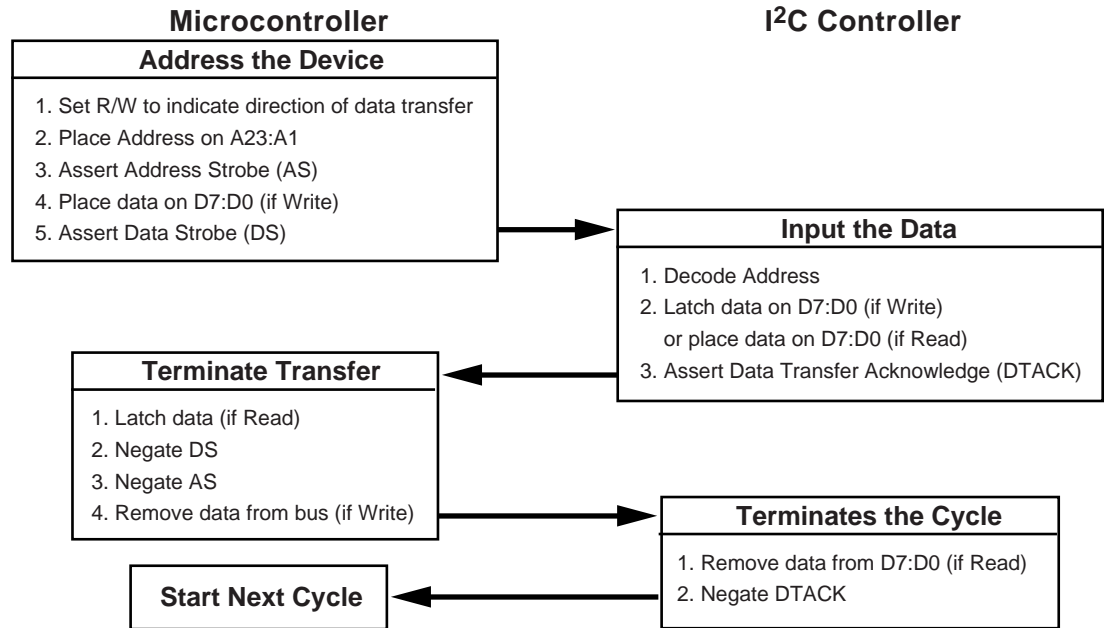 Microcontroller
I2C Controller
Address the Device
1. Set R/W to indicate direction of data transfer
2. Place Address on A23:A1
3. Assert Address Strobe (AS)
4. Place data on D7:D0 (if Write)
5. Assert Data Strobe (DS)
Input the Data
1. Decode Address
2. Latch data on D7:D0 (if Write)
or place data on D7:D0 (if Read)
3. Assert Data Transfer Acknowledge (DTACK)
Terminate Transfer
1. Latch data (if Read)
2. Negate DS
3. Negate AS
4. Remove data from bus (if Write)
Terminates the Cycle
1. Remove data from D7:D0 (if Read)
2. Negate DTACK
Start Next Cycle